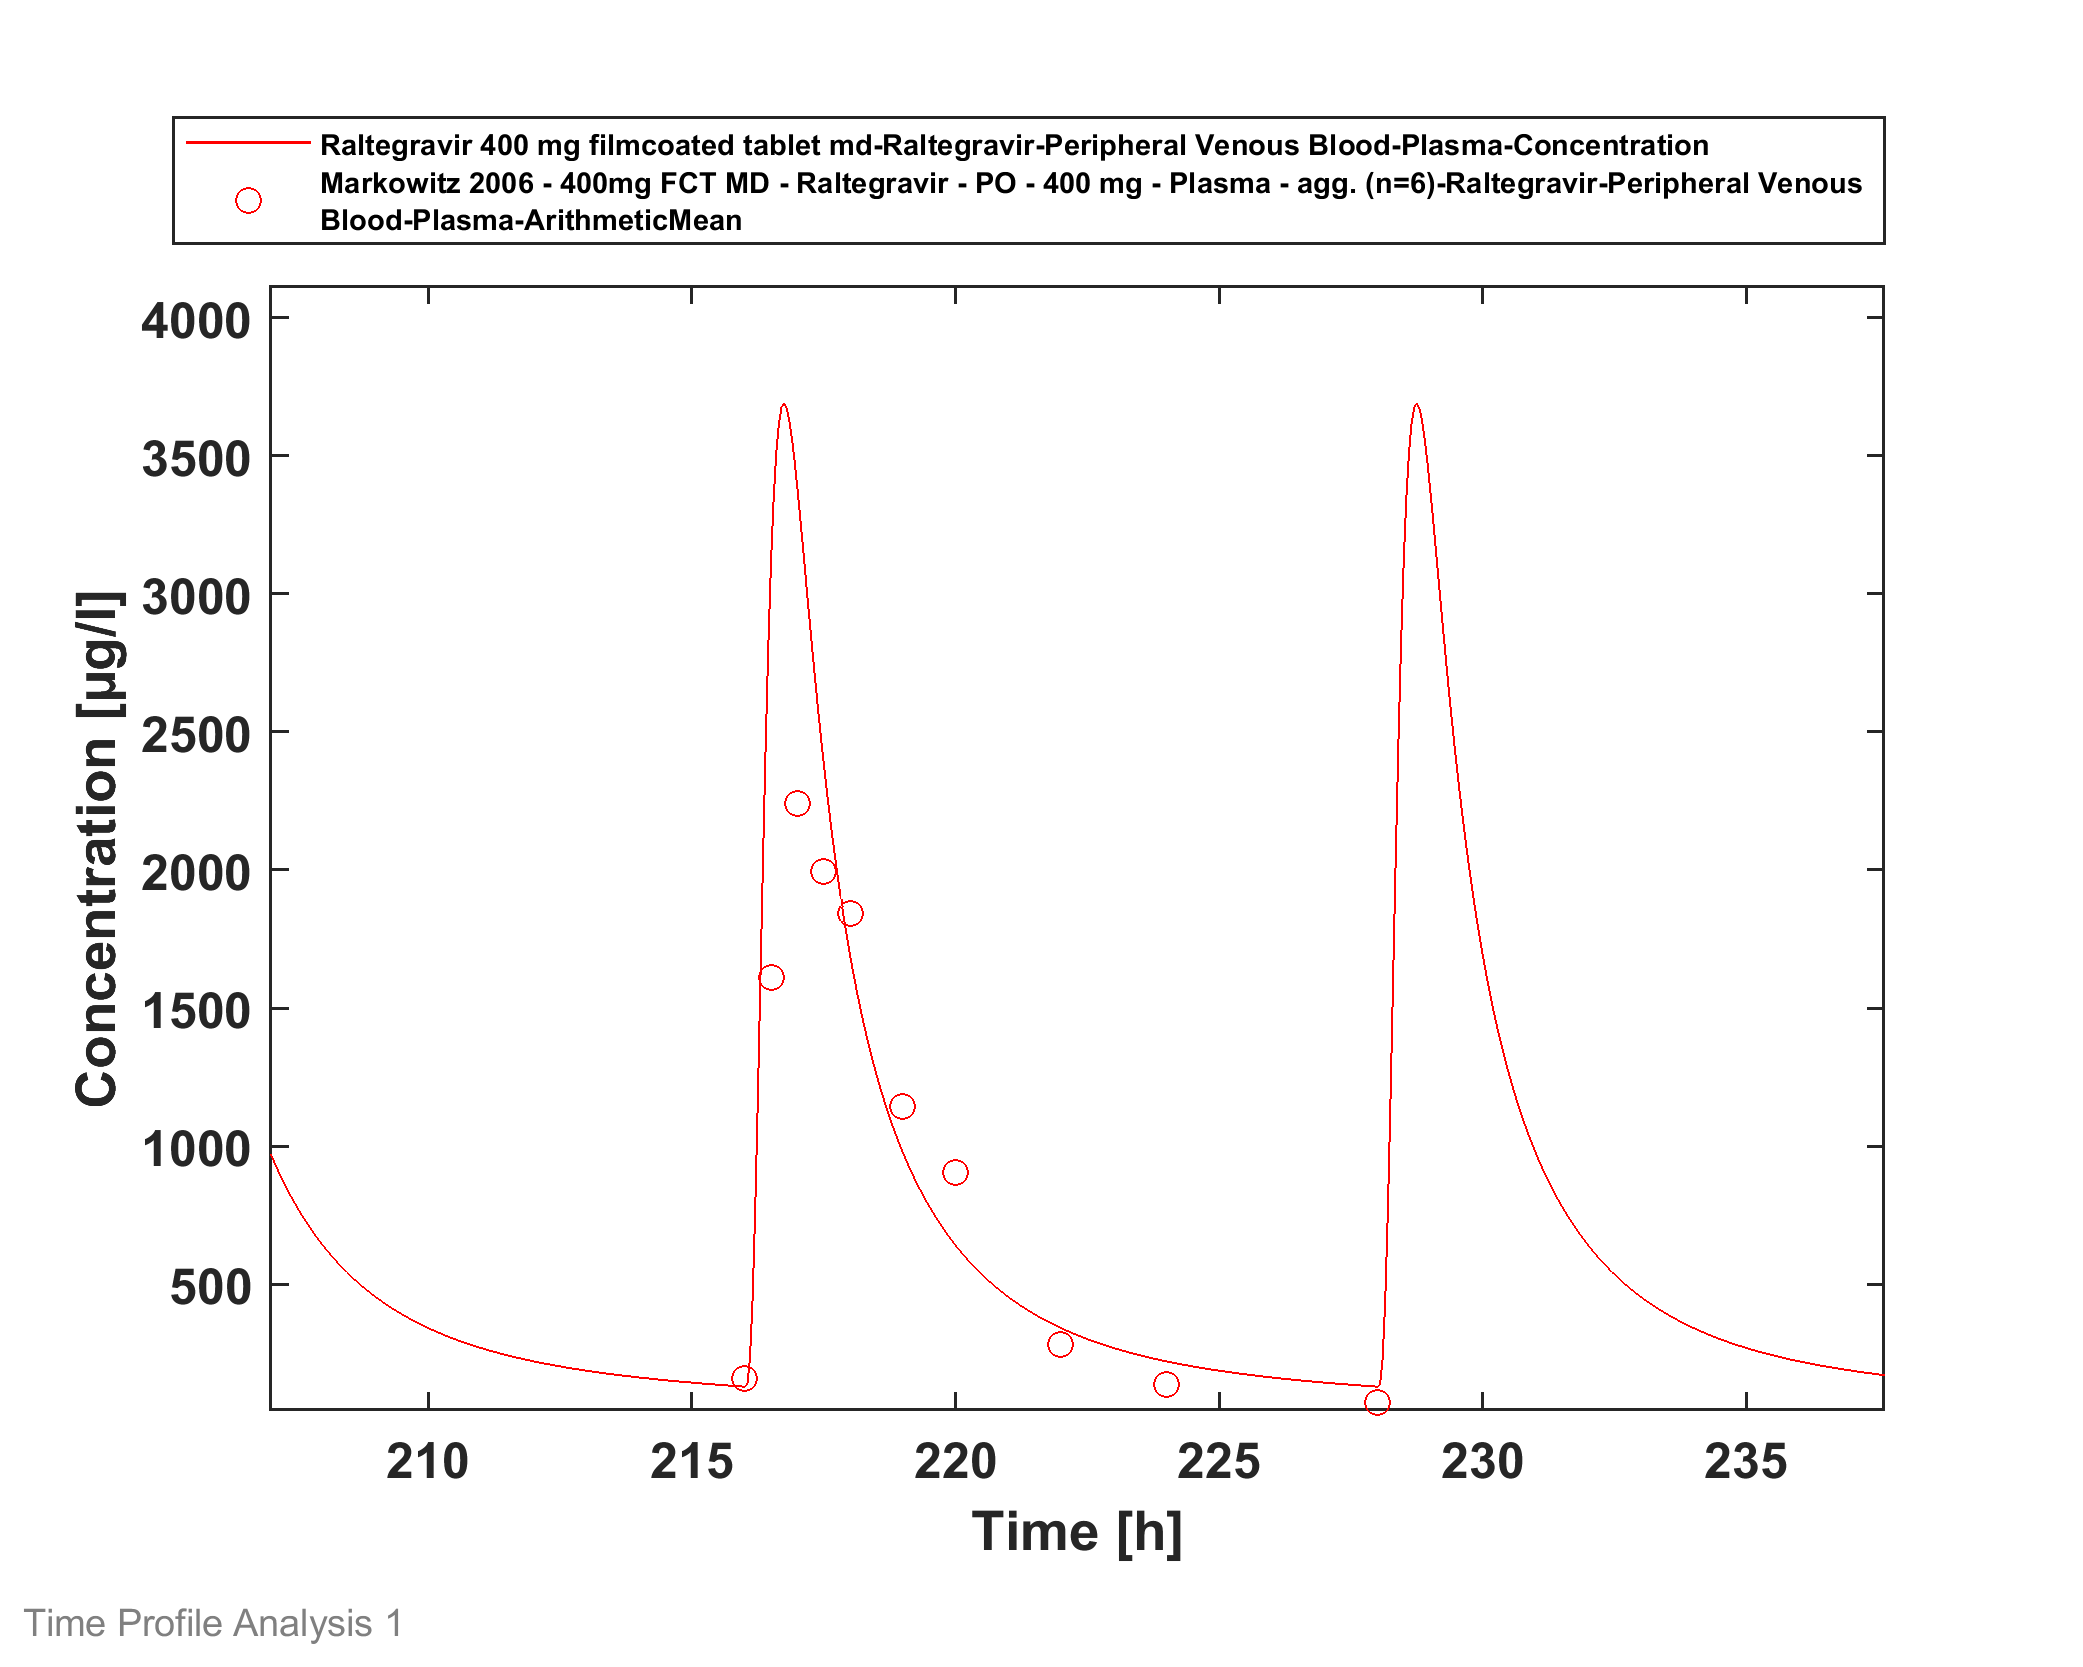 Raltegravir 400 mg filmcoated tablet md-Raltegravir-Peripheral Venous Blood-Plasma-Concentration
Markowitz 2006 - 400mg FCT MD - Raltegravir - PO - 400 mg - Plasma - agg. (n=6)-Raltegravir-Peripheral Venous
Blood-Plasma-ArithmeticMean
4000
3500
3000
2500
2000
1500
1000
500
Concentration [µg/l]
210 215 220 225 230 235
Time [h]
Time Profile Analysis 1